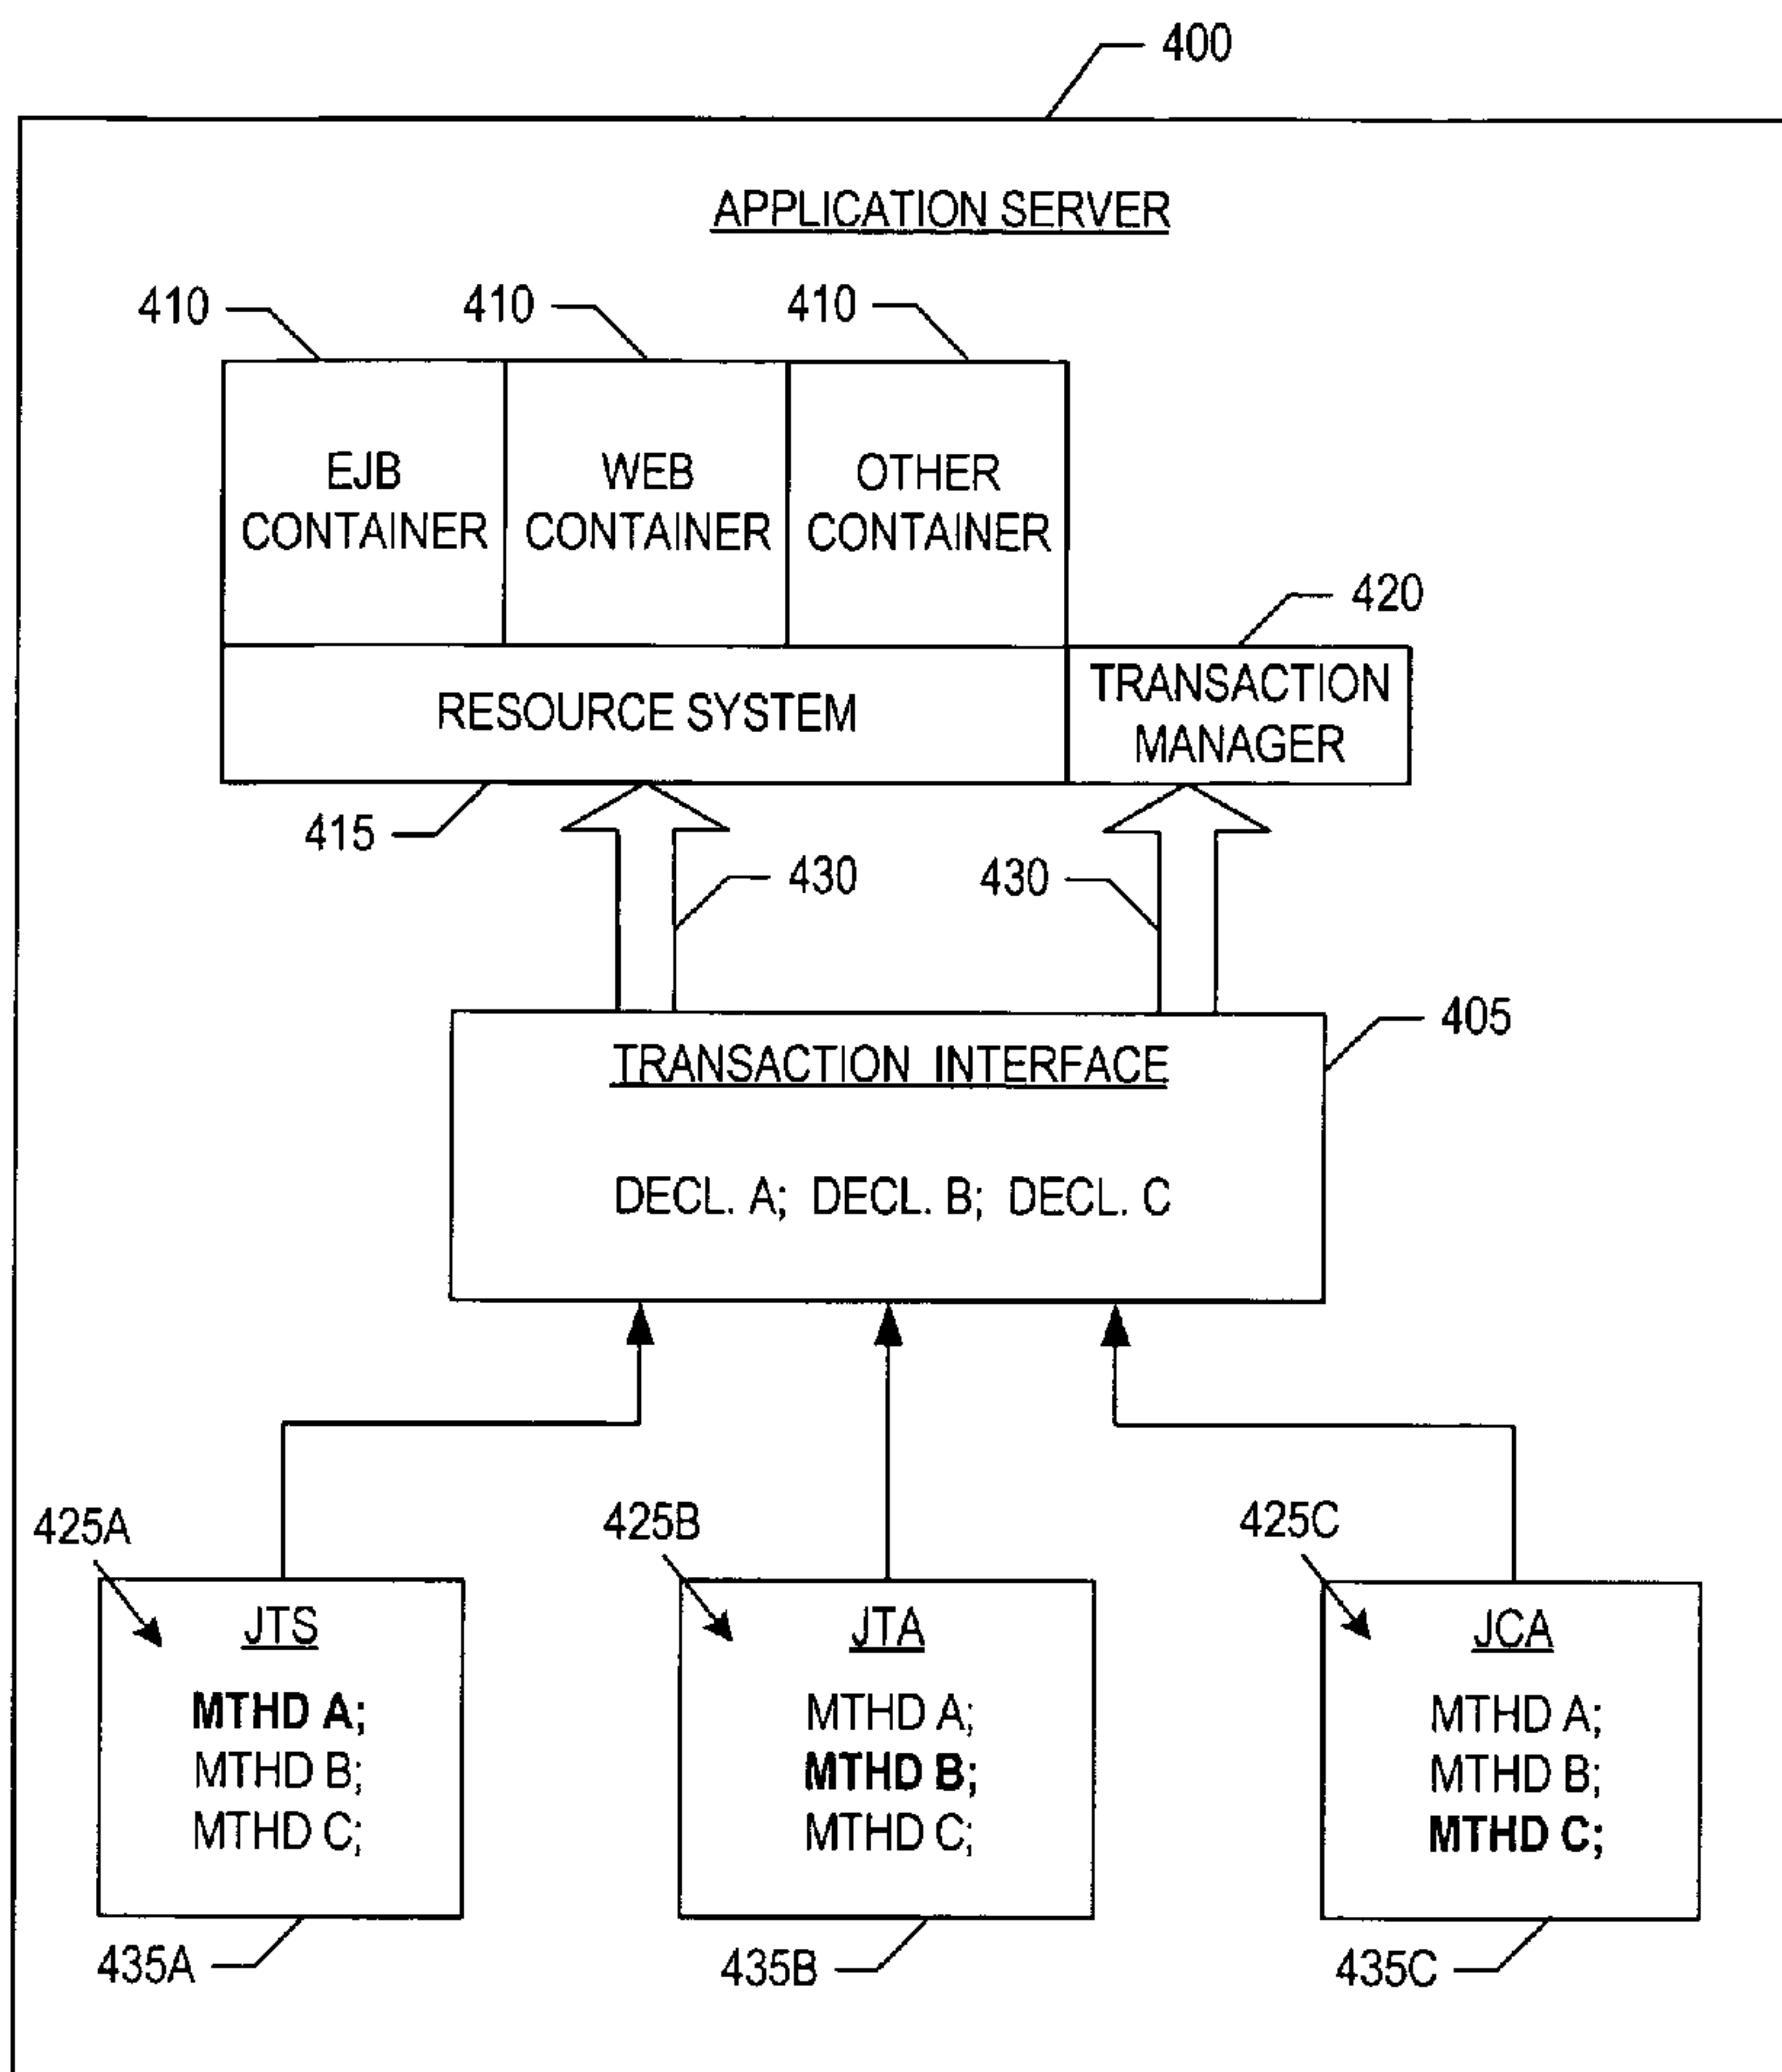 400
APPLICATION SERVER
410 410 410
EJB
CONTAINER
WEB
CONTAINER
OTHER
CONTAINER
420
RESOURCE SYSTEM
TRANSACTION
MANAGER
415
430 430
405
TRANSACTION INTERFACE
DECL. A; DECL. B; DECL. C
425A
JTS
MTHD A;
MTHD B;
MTHD C;
435A
425B
JTA
MTHD A;
MTHD B;
MTHD C;
435B
425C
JCA
MTHD A;
MTHD B;
MTHD C;
435C